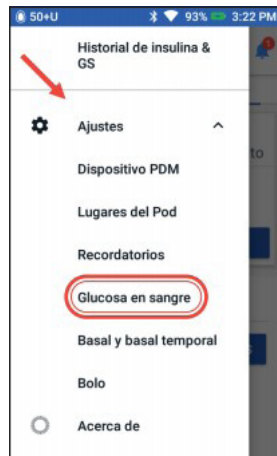 50+U 93% 3:22 PM
Historial de insulina &
GS
Ajustes
to
Dispositivo PDM
Lugares del Pod
Recordatorios
Glucosa en sangre
Basal y basal temporal
Bolo
Acerca de